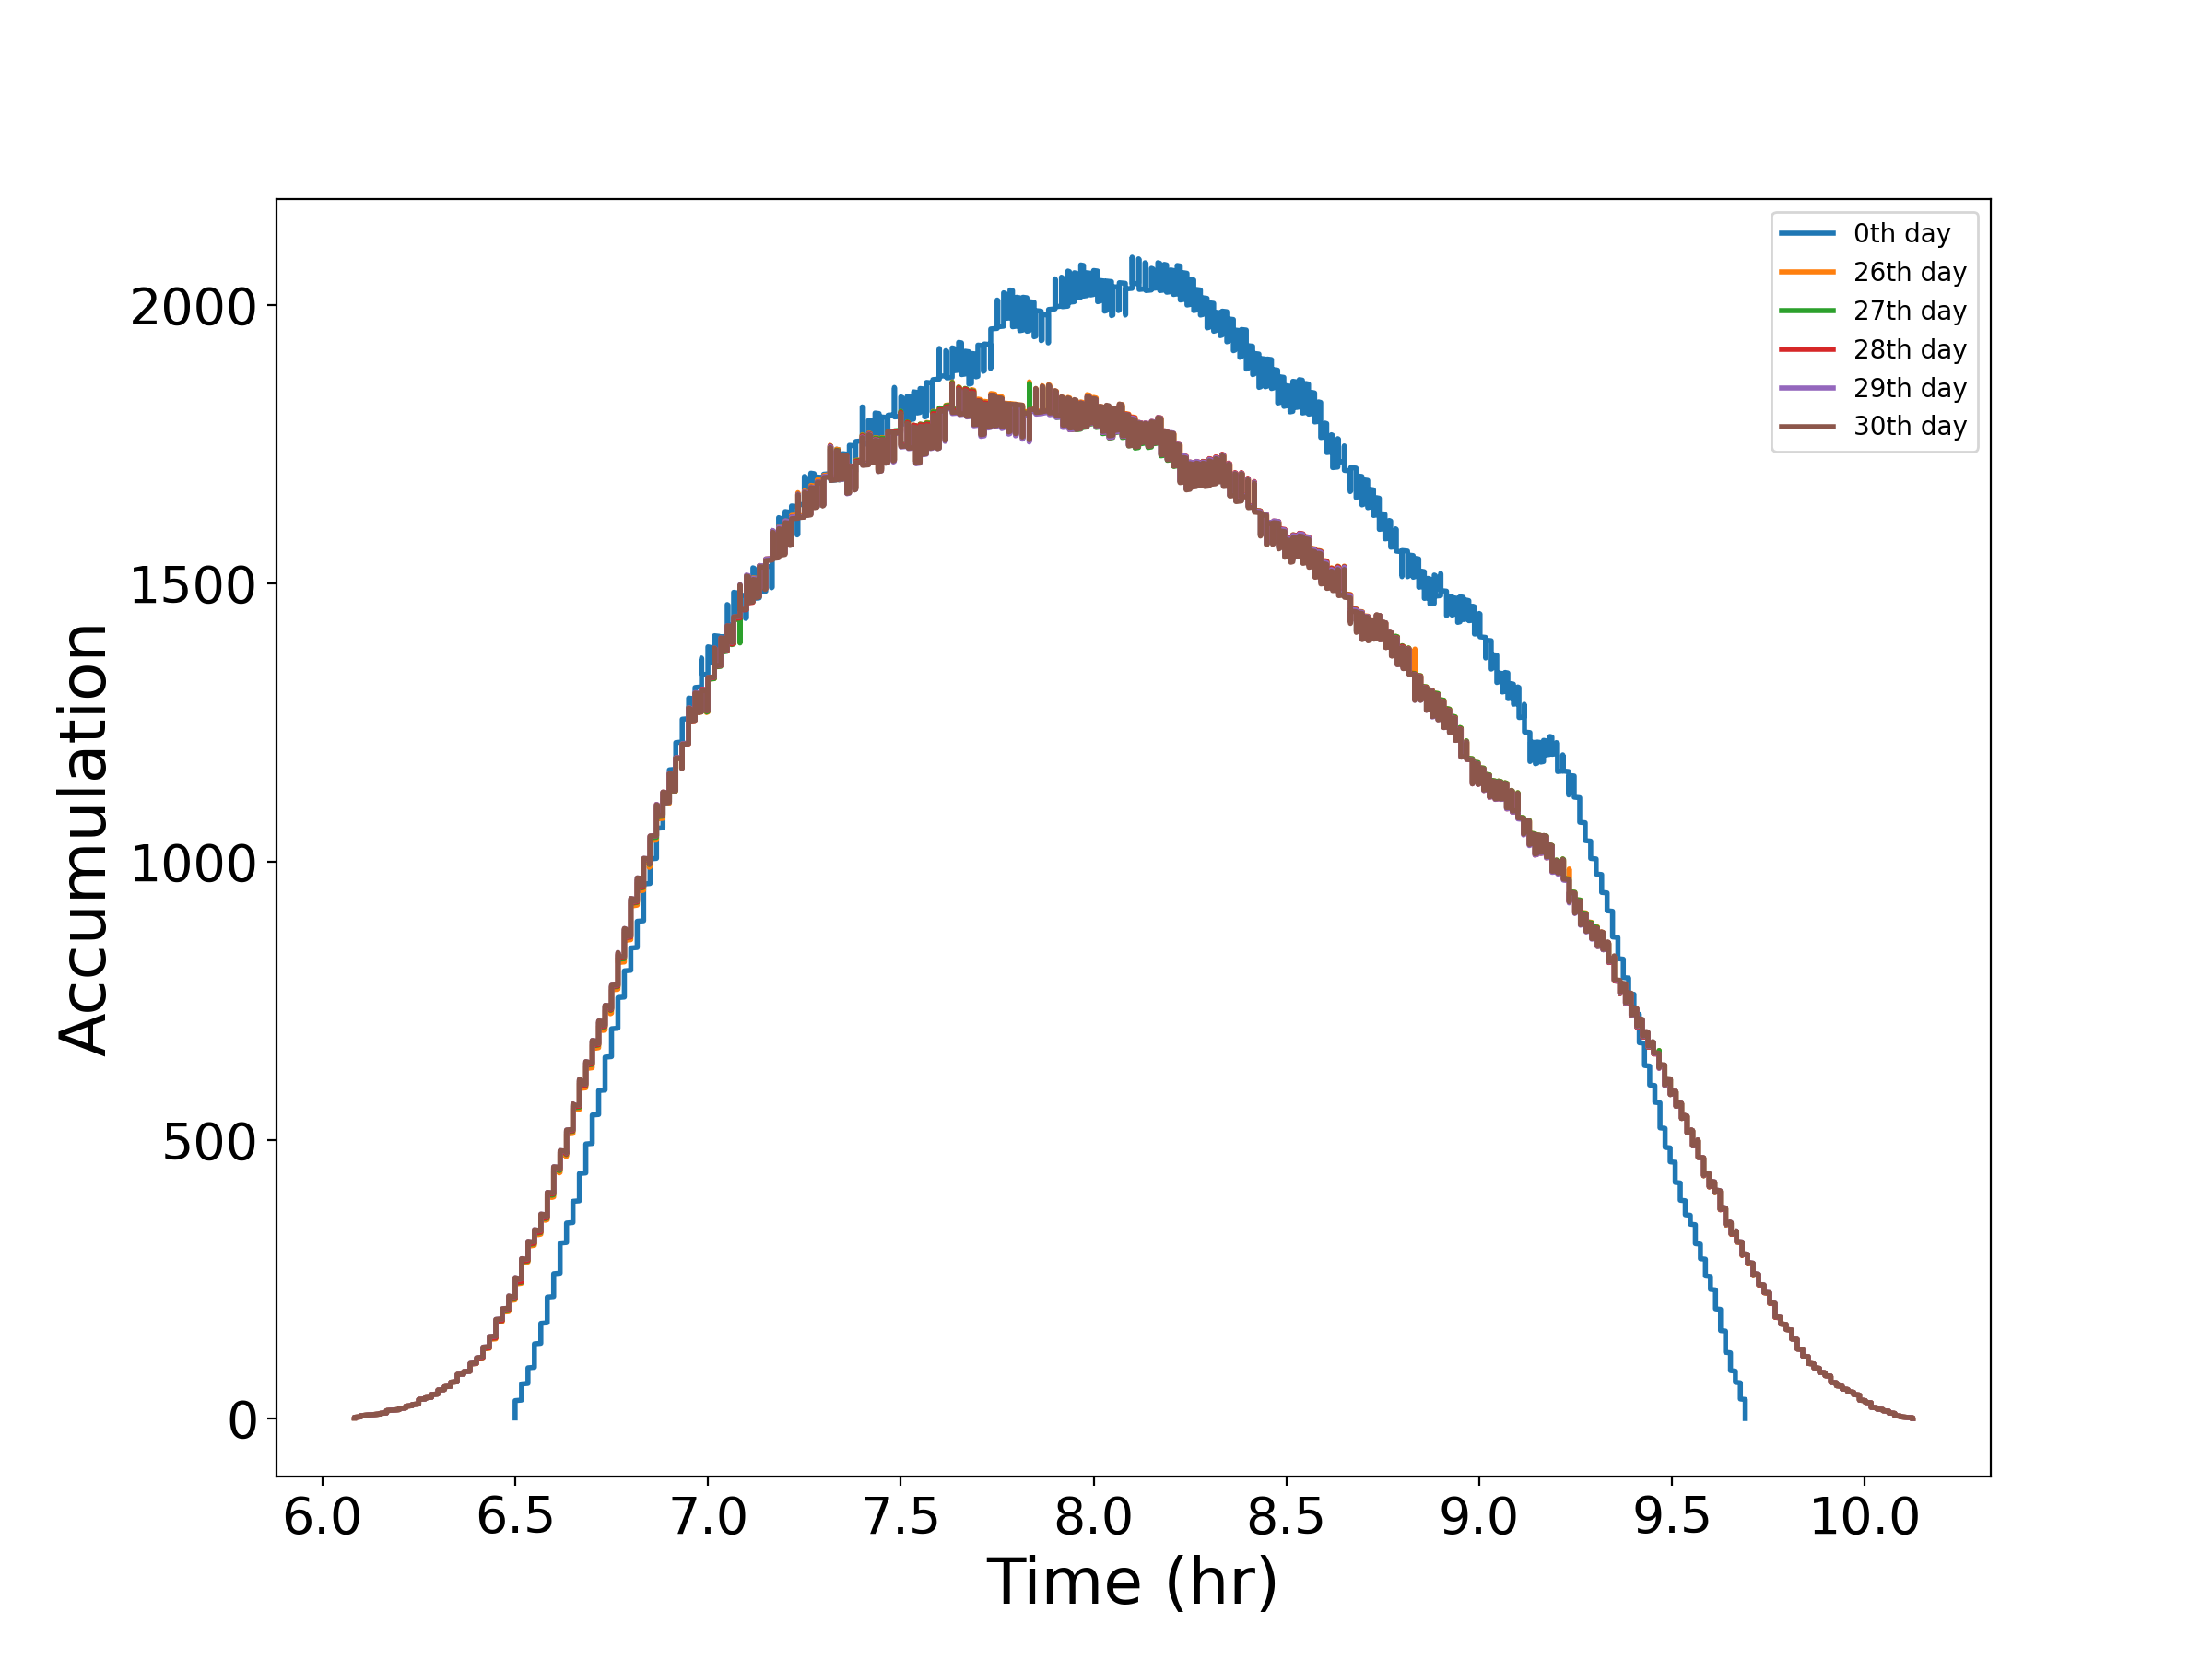 0th day
26th day
27th day
28th day
29th day
30th day
2000
1500
1000
500
0
Accumulation
6.0 6.5 7.0 7.5 8.0 8.5 9.0 9.5 10.0
Time (hr)